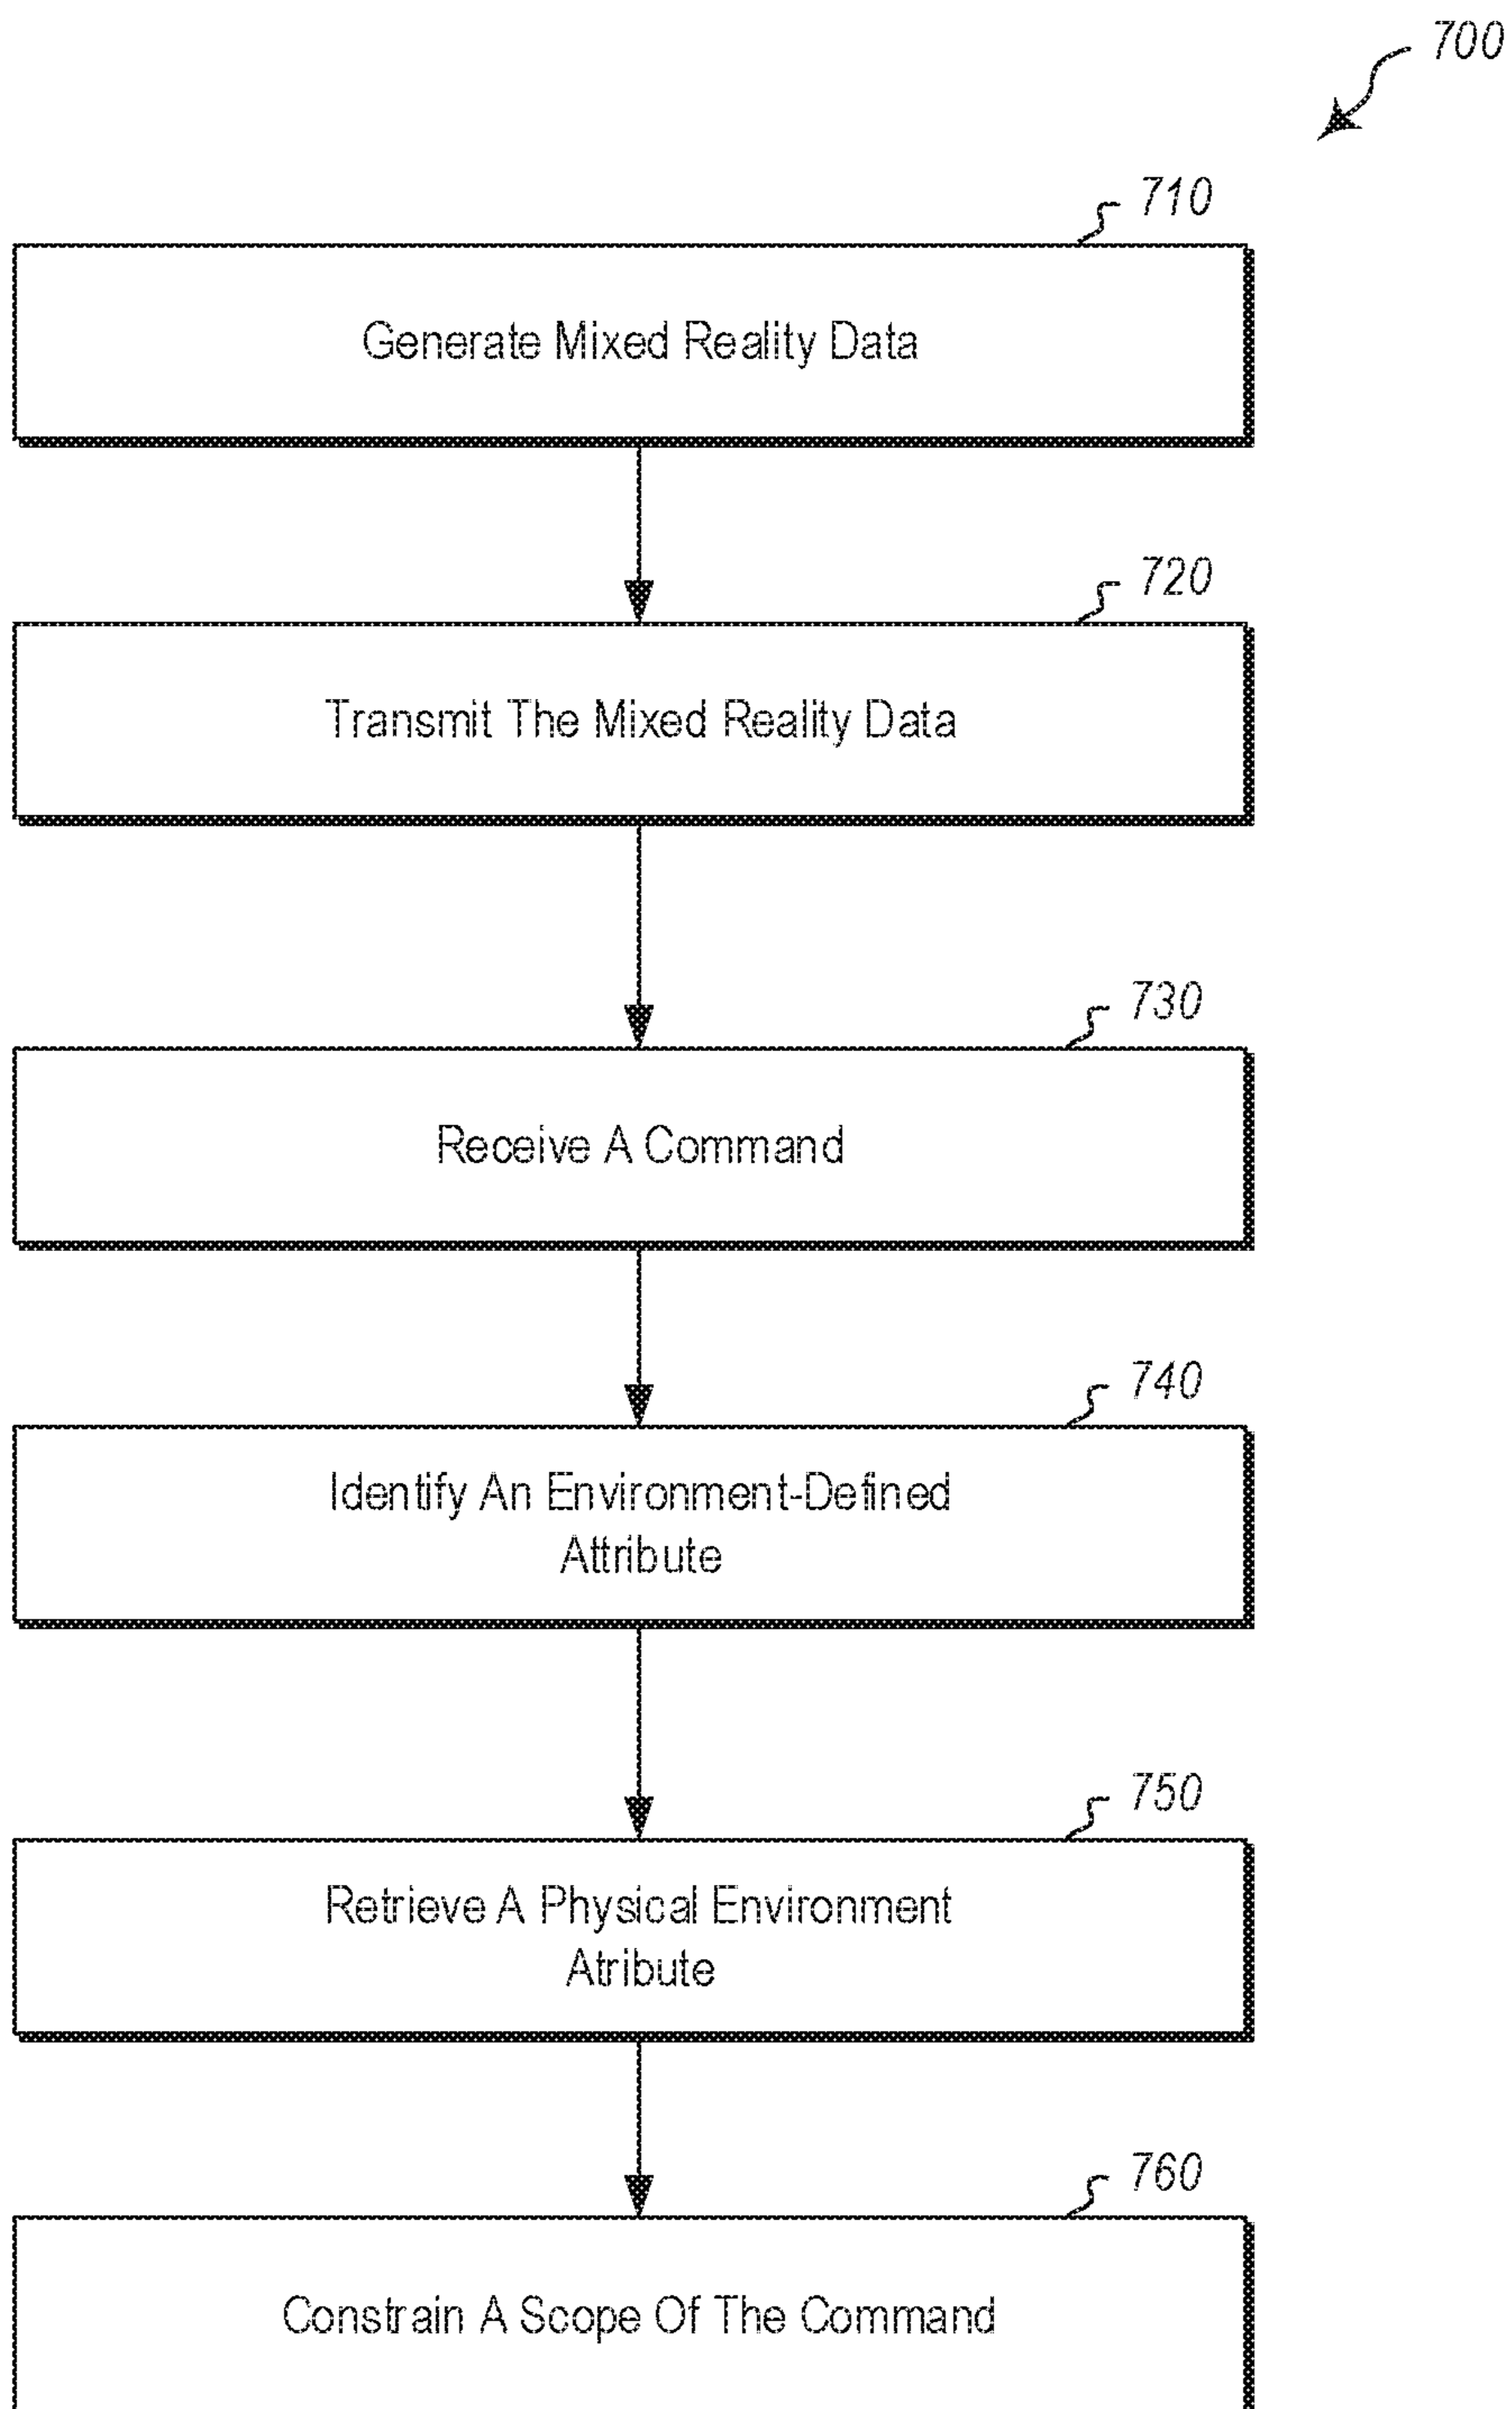 700
710
Generate Mixed Reality Data
720
Transmit The Mixed Reality Data
730
Receive A Command
740
Identify An Environment-Defined
Attribute
750
Retrieve A Physical Environment
Atribute
760
Constrain A Scope Of The Command